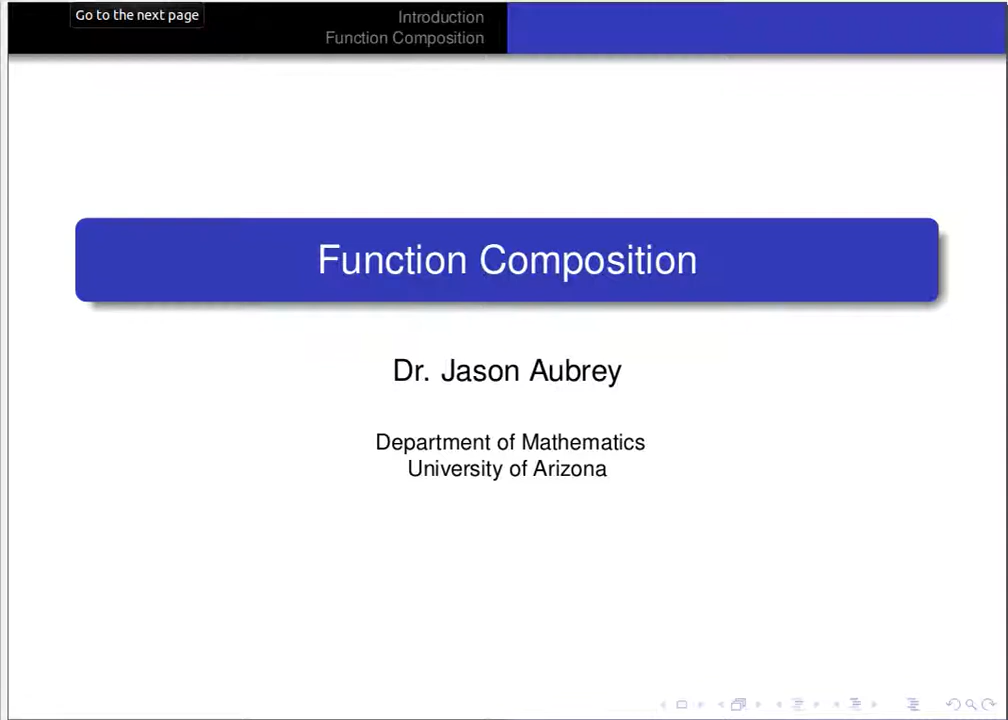 Go to the next page
Introduction
Function Composition
Function Composition
Dr. Jason Aubrey
Department of Mathematics
University of Arizona